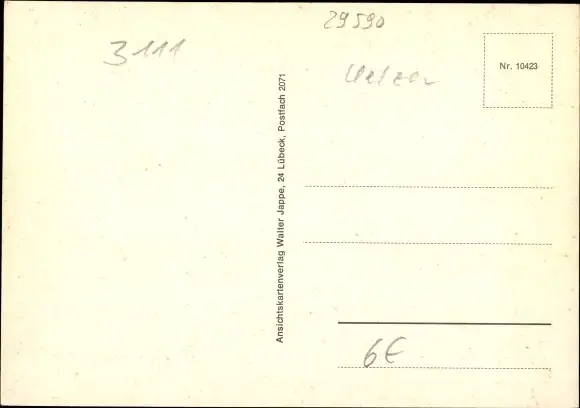 29590
3111
Uelzen
Nr. 10423
Ansichtskartenverlag Walter Jappe, 24 Lübeck, Postfach 2071
6€